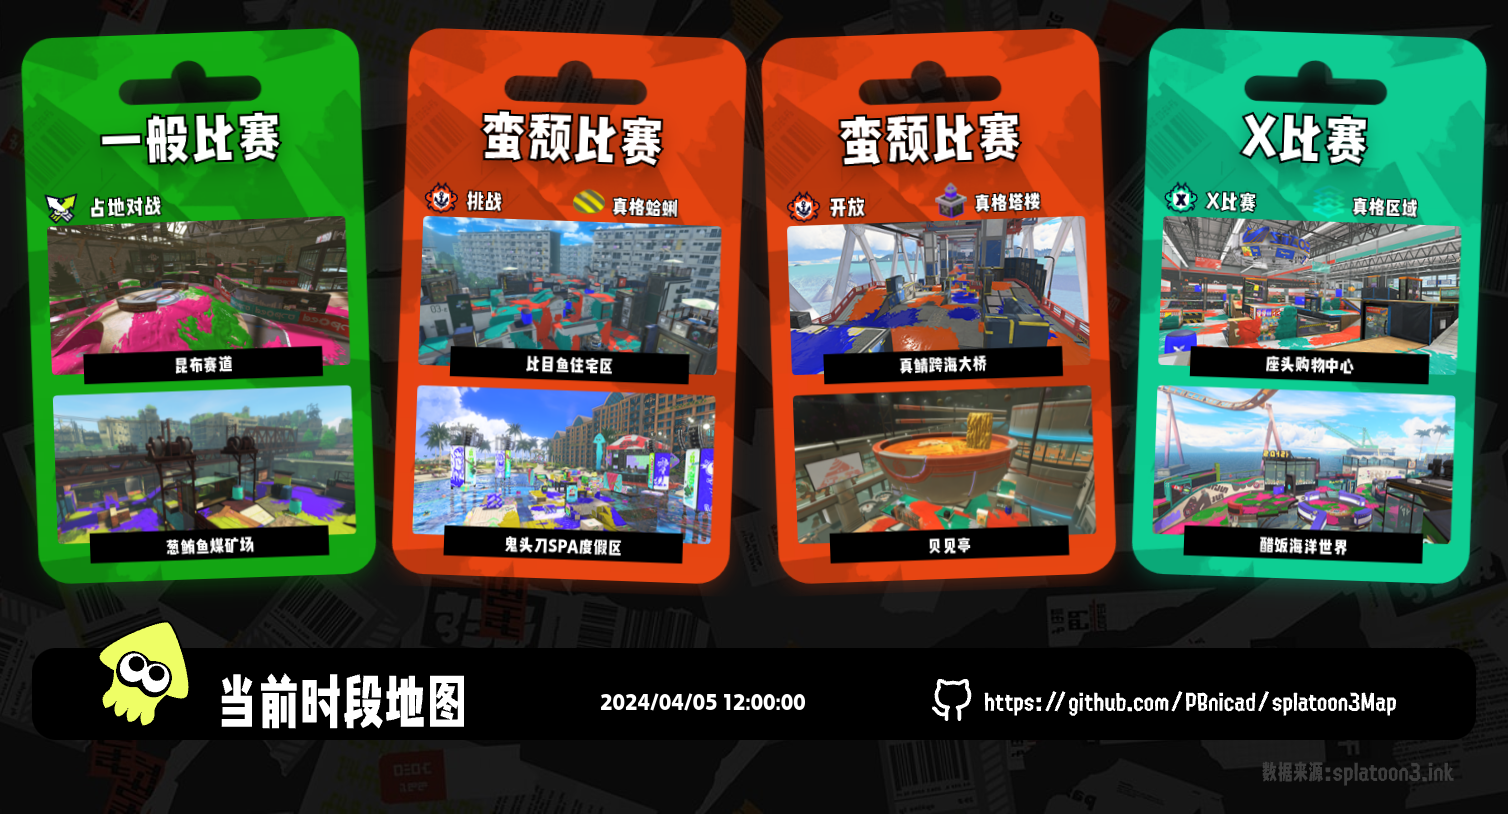 一般比赛
占地对战
昆布赛道
葱鲔鱼煤矿场
蛮颓比赛
挑战
真格蛤蜊
比目鱼住宅区
鬼头刀SPA度假区
蛮颓比赛
开放
真格塔楼
真鲷跨海大桥
贝见亭
X比赛
X比赛
真格区域
座头购物中心
醋饭海洋世界
当前时段地图
2024/04/05 12:00:00
https://github.com/PBnicad/splatoon3Map
数据来源:splatoon3.ink